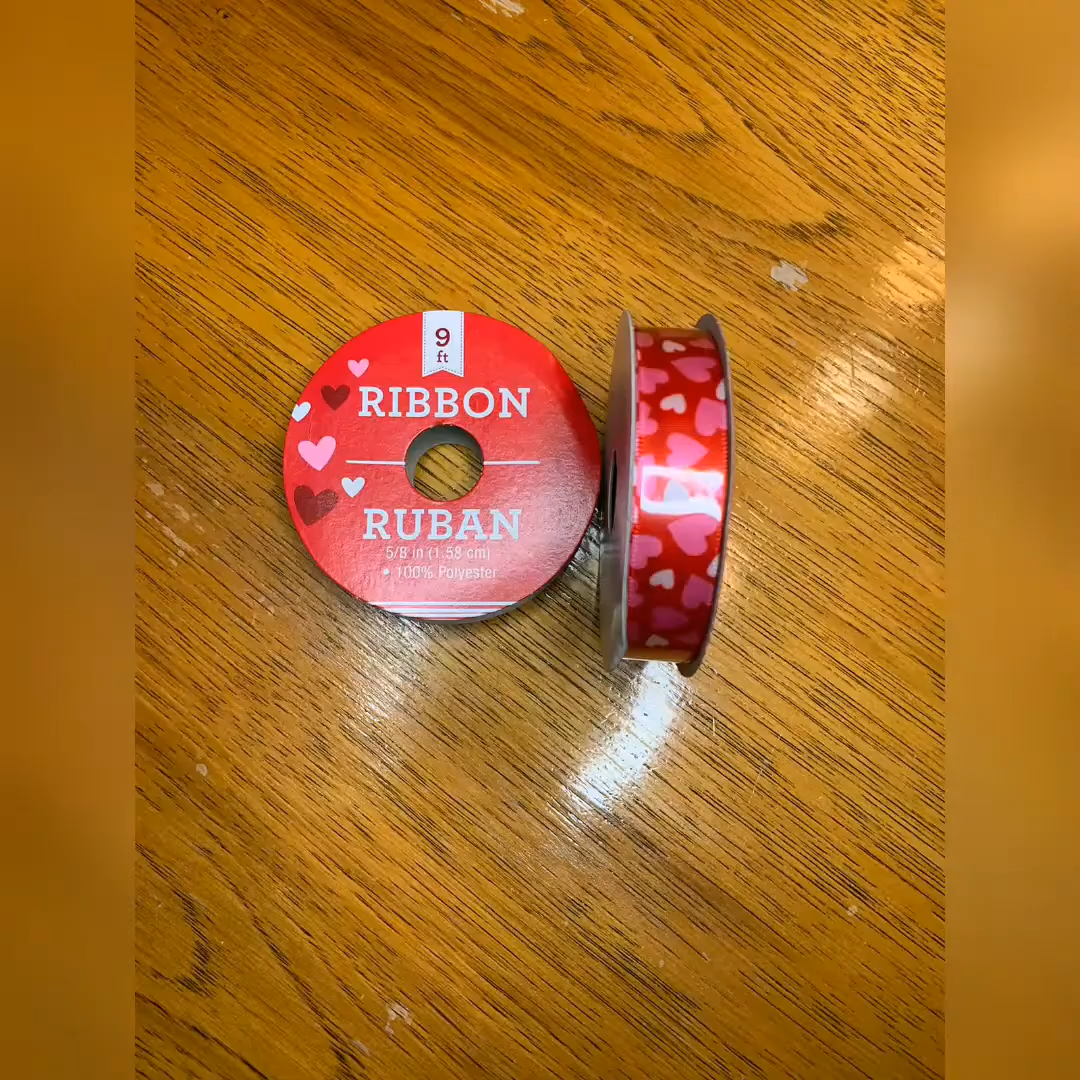 9
ft
RIBBON
RUBAN
5/8 in (1.58 cm)
• 100% Polyester